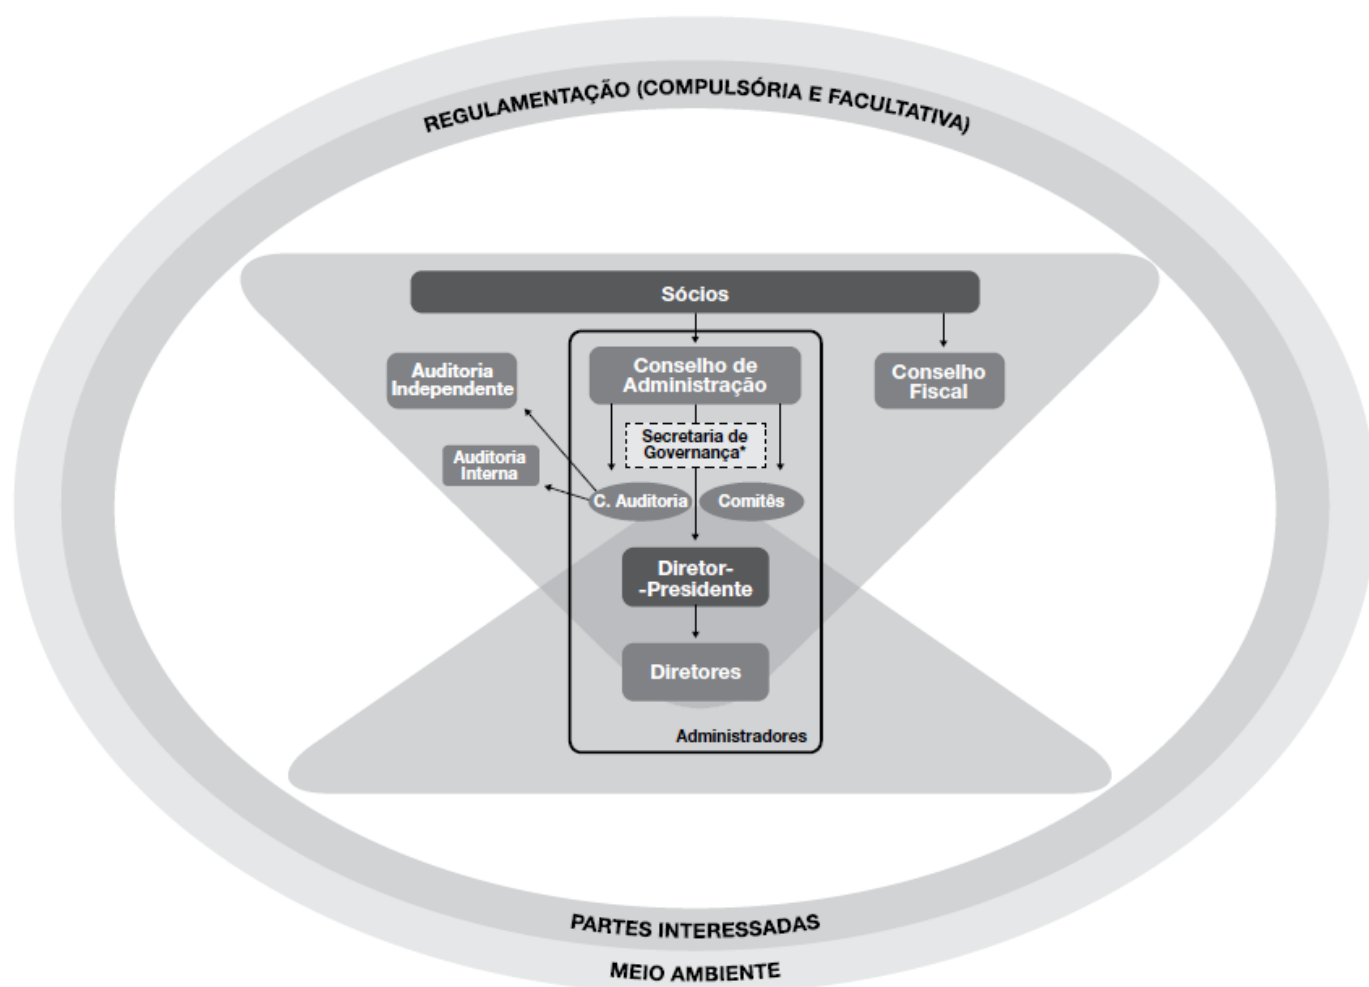 REGULAMENTAÇÃO (COMPULSÓRIA E FACULTATIVA)
Sócios
Auditoria
Independente
Conselho de
Administração
Conselho
Fiscal
Secretaria de
Governança*
Auditoria
Interna
C. Auditoria
Comitês
Diretor-
-Presidente
Diretores
Administradores
PARTES INTERESSADAS
MEIO AMBIENTE